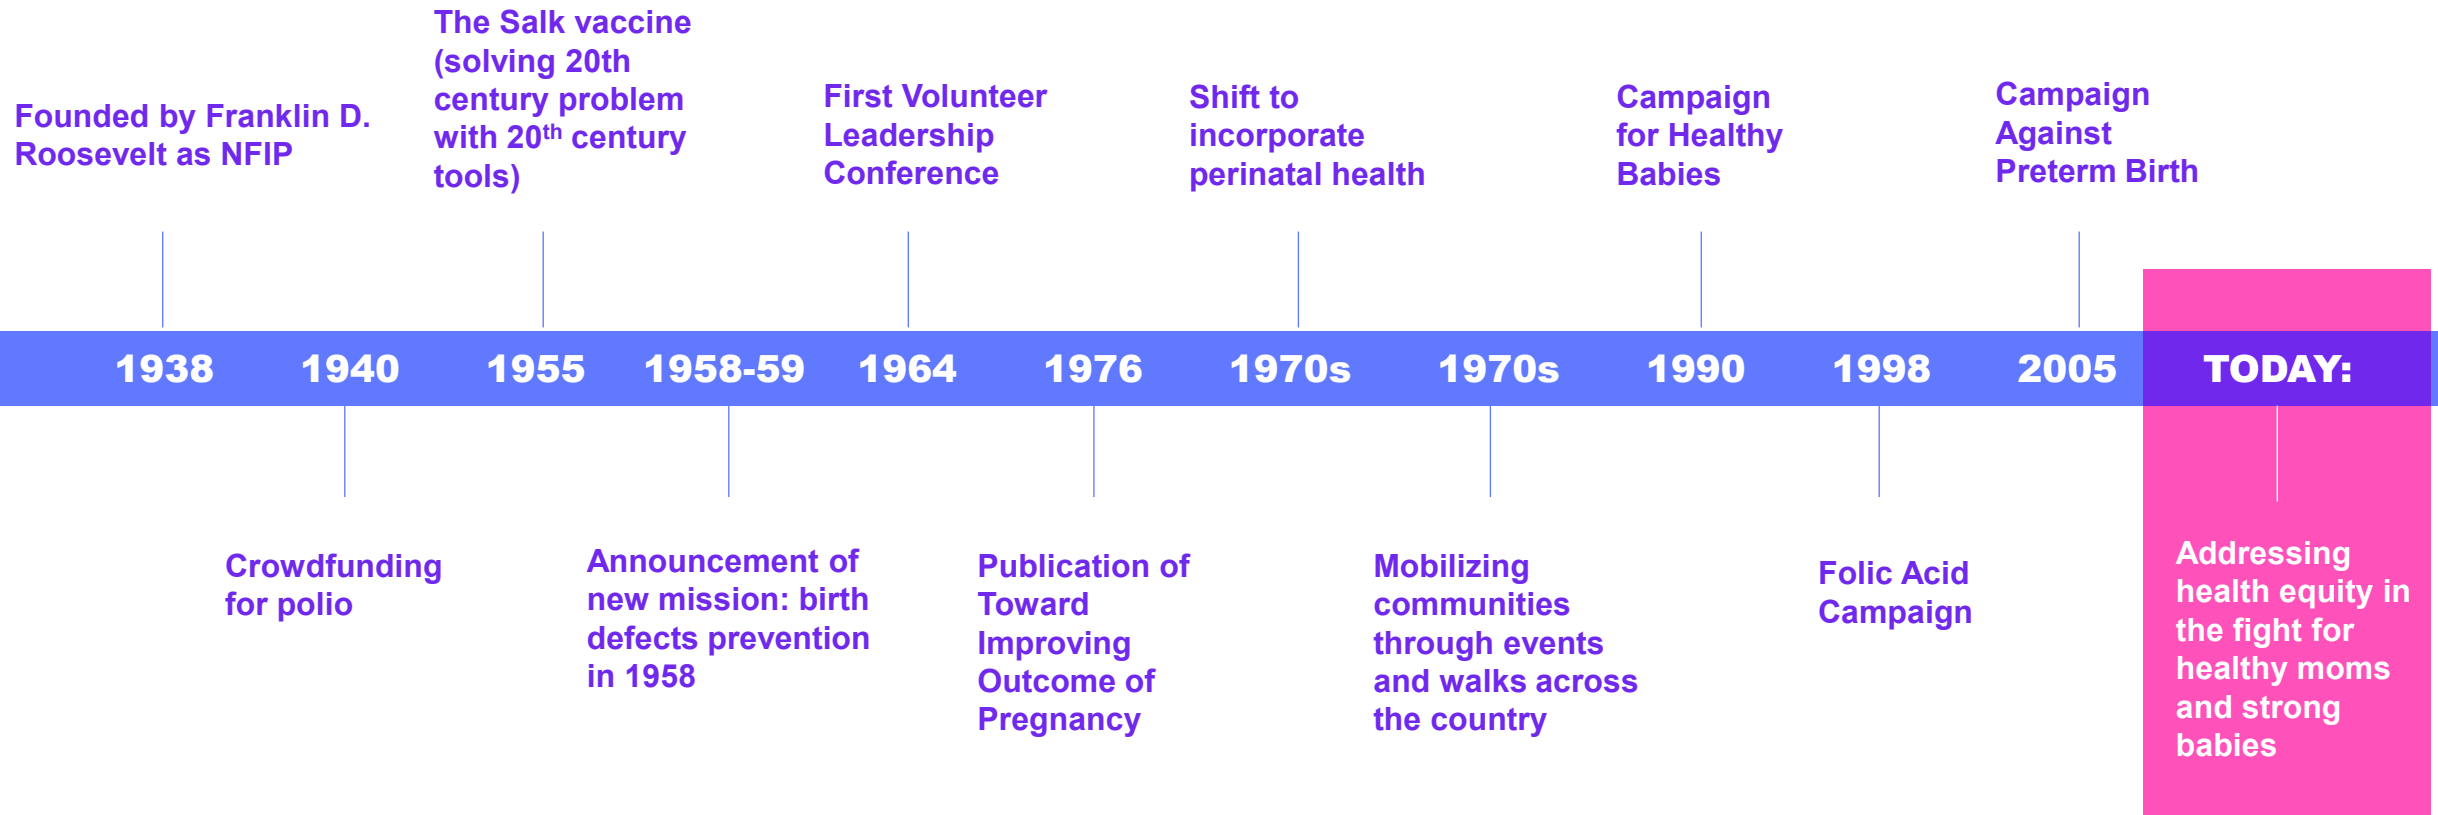 The Salk vaccine
(solving 20th
century problem
with 20th century
tools)
Founded by Franklin D.
Roosevelt as NFIP
First Volunteer
Leadership
Conference
Shift to
incorporate
perinatal health
Campaign
for Healthy
Babies
Campaign
Against
Preterm Birth
1938 1940 1955 1958-59 1964 1976 1970s 1970s 1990 1998 2005 TODAY:
Crowdfunding
for polio
Announcement of
new mission: birth
defects prevention
in 1958
Publication of
Toward
Improving
Outcome of
Pregnancy
Mobilizing
communities
through events
and walks across
the country
Folic Acid
Campaign
Addressing
health equity in
the fight for
healthy moms
and strong
babies